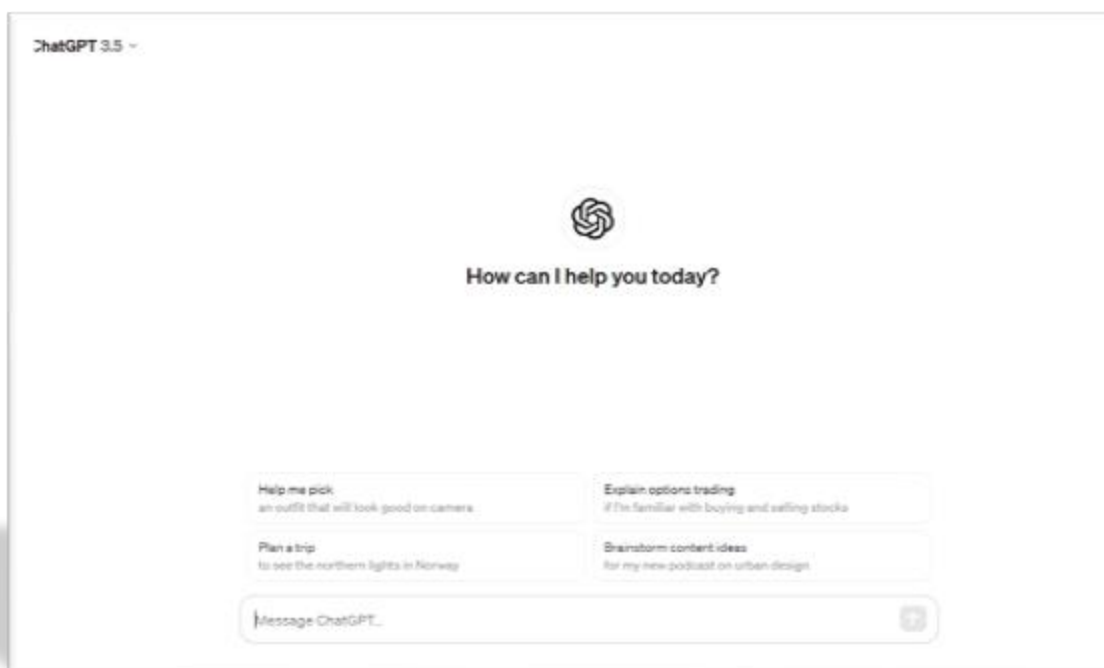 ChatGPT 3.5
How can I help you today?
Help me pick
an outfit that will look good on camera
Explain options trading
if I'm familiar with buying and selling stocks
Plan a trip
to see the northern lights in Norway
Brainstorm content ideas
for my new podcast on urban design
Message ChatGPT...